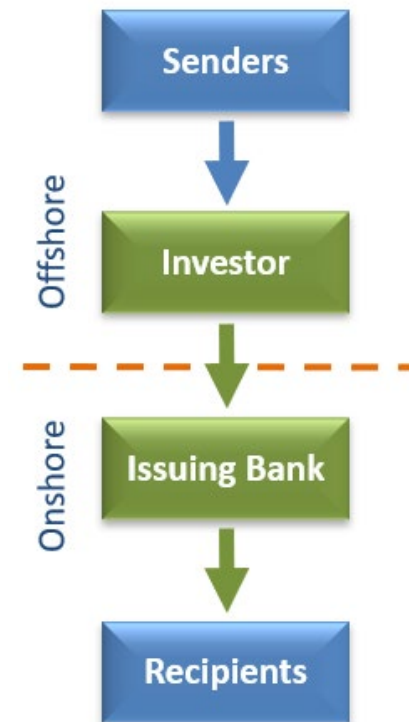 Senders
Offshore
Investor
Onshore
Issuing Bank
Recipients